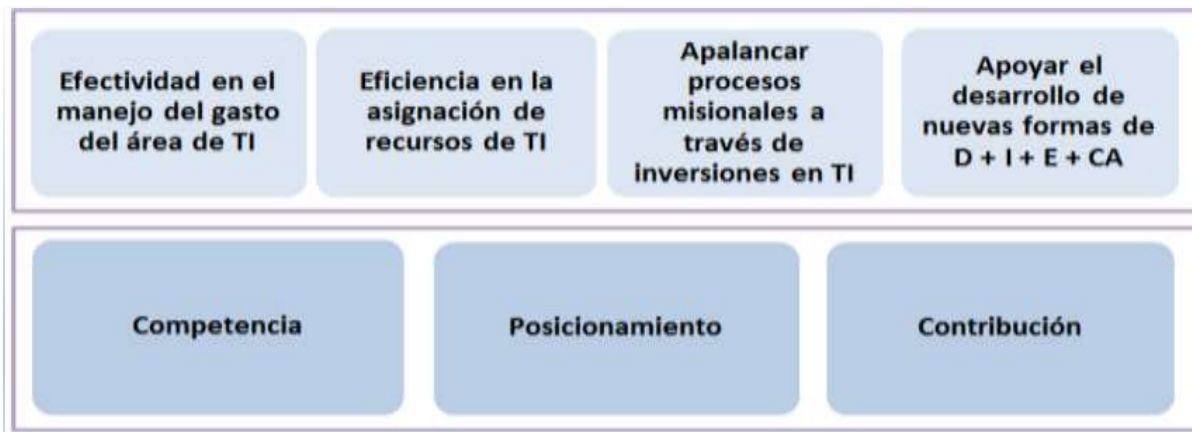 Efectividad en el
manejo del gasto
del área de TI
Eficiencia en la
asignación de
recursos de TI
Apalancar
procesos
misionales a
través de
inversiones en TI
Apoyar el
desarrollo de
nuevas formas de
D + I + E + CA
Competencia
Posicionamiento
Contribución